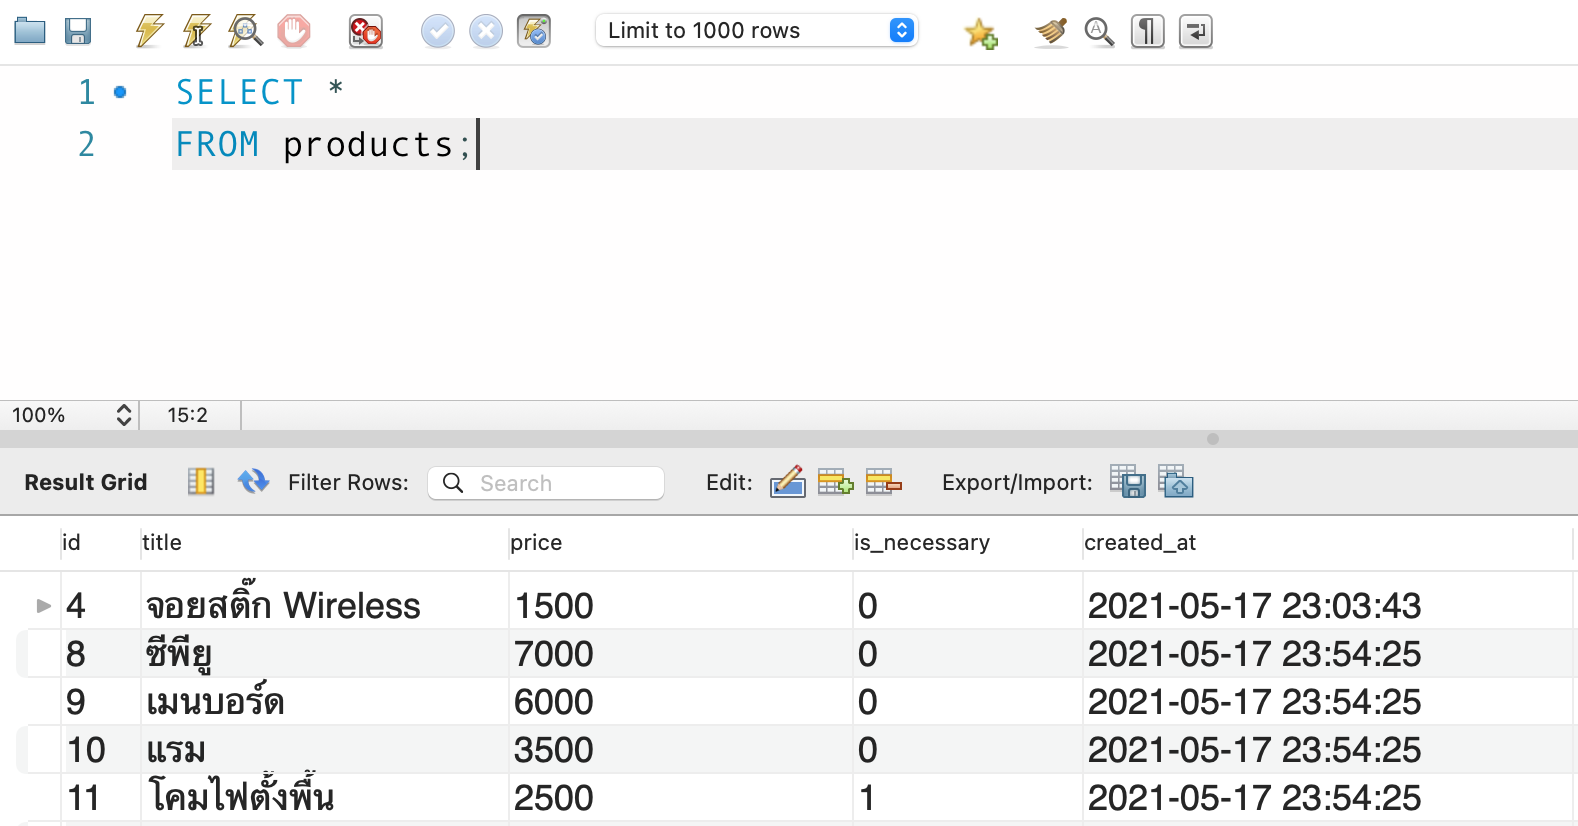 Limit to 1000 rows
1 SELECT *
2 FROM products;
100% 15:2
Result Grid Filter Rows: Search Edit: Export/Import:
id title price is_necessary created_at
4 จอยสติ๊ก Wireless 1500 0 2021-05-17 23:03:43
8 ซีพียู 7000 0 2021-05-17 23:54:25
9 เมนบอร์ด 6000 0 2021-05-17 23:54:25
10 แรม 3500 0 2021-05-17 23:54:25
11 โคมไฟตั้งพื้น 2500 1 2021-05-17 23:54:25